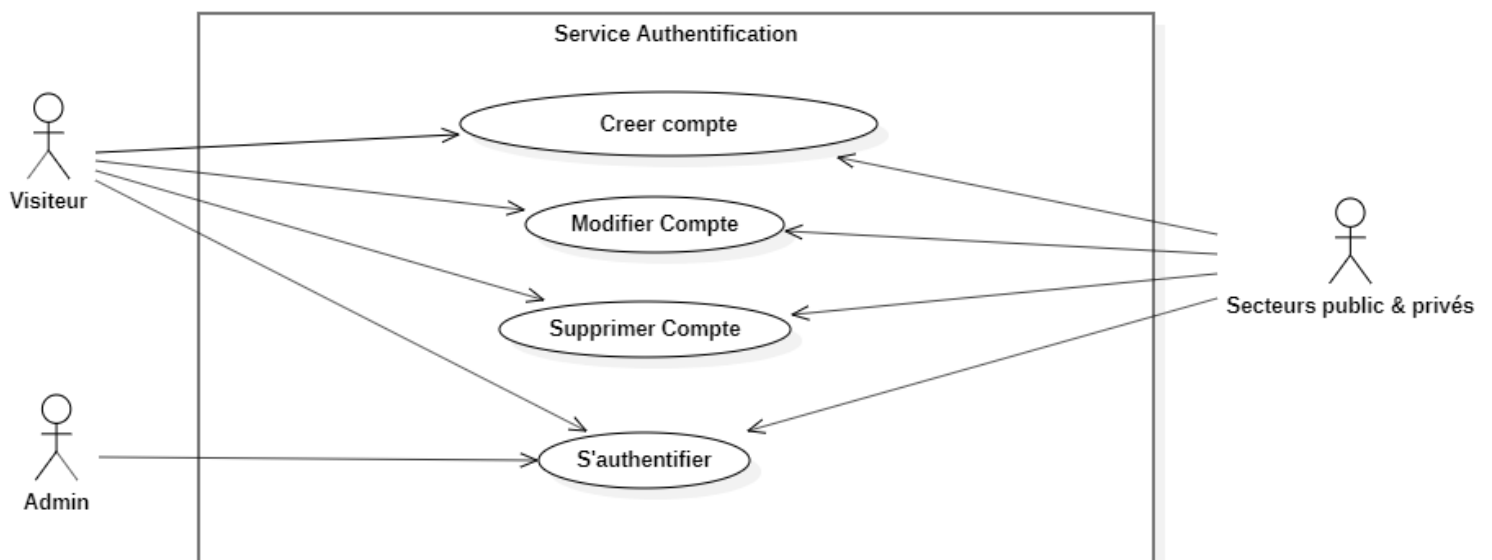 Service Authentification
Creer compte
Visiteur
Modifier Compte
Secteurs public & privés
Supprimer Compte
S'authentifier
Admin